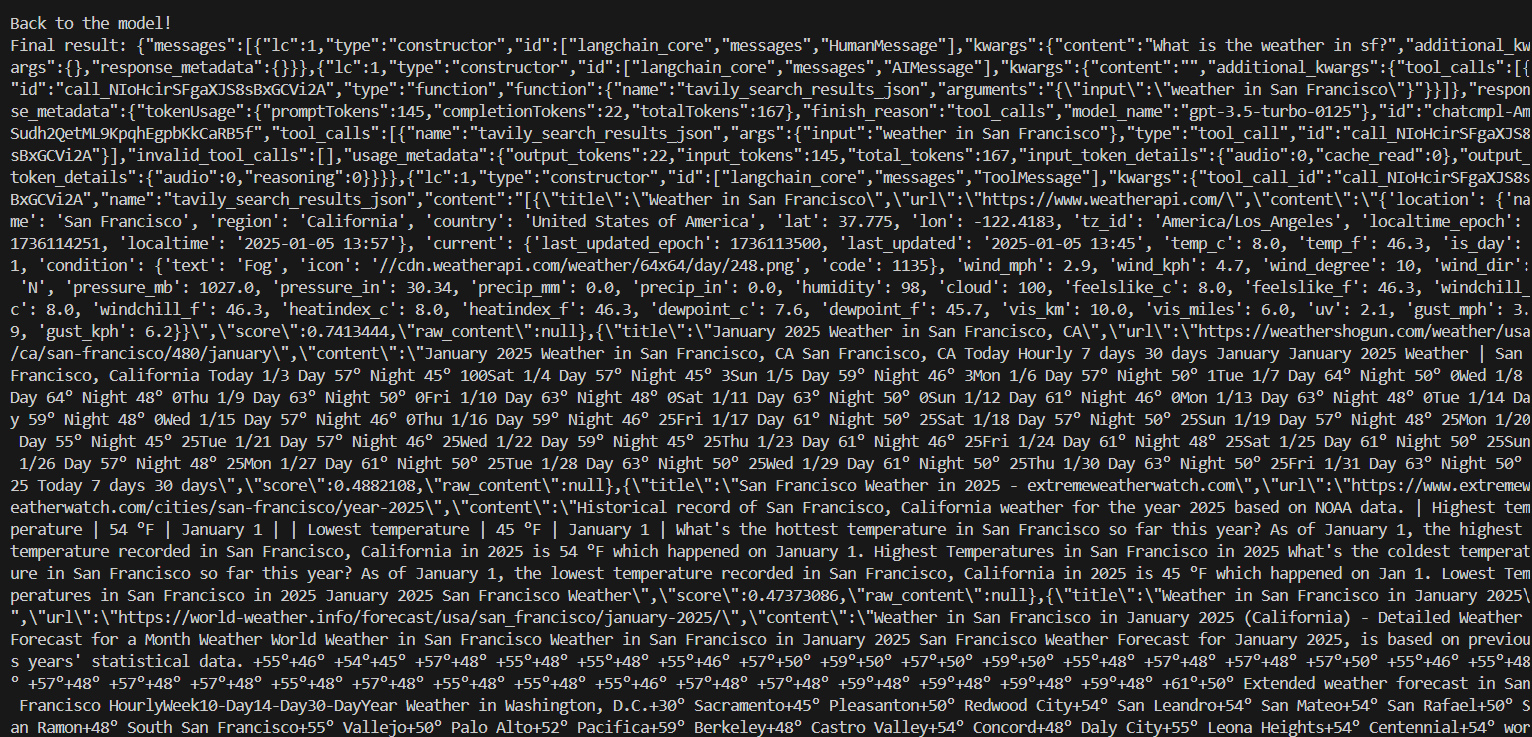 Back to the model!
Final result: {"messages":[{"lc":1,"type":"constructor","id":["langchain_core","messages","HumanMessage"],"kwargs":{"content":"What is the weather in sf?","additional_kw
args":{},"response_metadata":{}}},{"lc":1,"type":"constructor","id":["langchain_core","messages","AIMessage"],"kwargs":{"content":"","additional_kwargs":{"tool_calls":[{
"id":"call_NIoHcirSFgaXJS8sBxGCVi2A","type":"function","function":{"name":"tavily_search_results_json","arguments":"{\"input\":\"weather in San Francisco\"}"}}]},"respon
se_metadata":{"tokenUsage":{"promptTokens":145,"completionTokens":22,"totalTokens":167},"finish_reason":"tool_calls","model_name":"gpt-3.5-turbo-0125"},"id":"chatcmpl-Am
Sudh2QetML9KpqhEgpbKkCaRB5f","tool_calls":[{"name":"tavily_search_results_json","args":{"input":"weather in San Francisco"},"type":"tool_call","id":"call_NIoHcirSFgaXJS8
sBxGCVi2A"}],"invalid_tool_calls":[],"usage_metadata":{"output_tokens":22,"input_tokens":145,"total_tokens":167,"input_token_details":{"audio":0,"cache_read":0},"output_
token_details":{"audio":0,"reasoning":0}}}},{"lc":1,"type":"constructor","id":["langchain_core","messages","ToolMessage"],"kwargs":{"tool_call_id":"call_NIoHcirSFgaXJS8s
BxGCVi2A","name":"tavily_search_results_json","content":"[{\"title\":\"Weather in San Francisco\",\"url\":\"https://www.weatherapi.com/\",\"content\":\"{'location': {'na
me': 'San Francisco', 'region': 'California', 'country': 'United States of America', 'lat': 37.775, 'lon': -122.4183, 'tz_id': 'America/Los_Angeles', 'localtime_epoch':
1736114251, 'localtime': '2025-01-05 13:57'}, 'current': {'last_updated_epoch': 1736113500, 'last_updated': '2025-01-05 13:45', 'temp_c': 8.0, 'temp_f': 46.3, 'is_day':
1, 'condition': {'text': 'Fog', 'icon': '//cdn.weatherapi.com/weather/64x64/day/248.png', 'code': 1135}, 'wind_mph': 2.9, 'wind_kph': 4.7, 'wind_degree': 10, 'wind_dir':
'N', 'pressure_mb': 1027.0, 'pressure_in': 30.34, 'precip_mm': 0.0, 'precip_in': 0.0, 'humidity': 98, 'cloud': 100, 'feelslike_c': 8.0, 'feelslike_f': 46.3, 'windchill_
c': 8.0, 'windchill_f': 46.3, 'heatindex_c': 8.0, 'heatindex_f': 46.3, 'dewpoint_c': 7.6, 'dewpoint_f': 45.7, 'vis_km': 10.0, 'vis_miles': 6.0, 'uv': 2.1, 'gust_mph': 3.
9, 'gust_kph': 6.2}}\",\"score\":0.7413444,\"raw_content\":null},{\"title\":\"January 2025 Weather in San Francisco, CA\",\"url\":\"https://weathershogun.com/weather/usa
/ca/san-francisco/480/january\",\"content\":\"January 2025 Weather in San Francisco, CA San Francisco, CA Today Hourly 7 days 30 days January January 2025 Weather | San
Francisco, California Today 1/3 Day 57° Night 45° 100Sat 1/4 Day 57° Night 45° 3Sun 1/5 Day 59° Night 46° 3Mon 1/6 Day 57° Night 50° 1Tue 1/7 Day 64° Night 50° 0Wed 1/8
Day 64° Night 48° 0Thu 1/9 Day 63° Night 50° 0Fri 1/10 Day 63° Night 48° 0Sat 1/11 Day 63° Night 50° 0Sun 1/12 Day 61° Night 46° 0Mon 1/13 Day 63° Night 48° 0Tue 1/14 Da
y 59° Night 48° 0Wed 1/15 Day 57° Night 46° 0Thu 1/16 Day 59° Night 46° 25Fri 1/17 Day 61° Night 50° 25Sat 1/18 Day 57° Night 50° 25Sun 1/19 Day 57° Night 48° 25Mon 1/20
Day 55° Night 45° 25Tue 1/21 Day 57° Night 46° 25Wed 1/22 Day 59° Night 45° 25Thu 1/23 Day 61° Night 46° 25Fri 1/24 Day 61° Night 48° 25Sat 1/25 Day 61° Night 50° 25Sun
1/26 Day 57° Night 48° 25Mon 1/27 Day 61° Night 50° 25Tue 1/28 Day 63° Night 50° 25Wed 1/29 Day 61° Night 50° 25Thu 1/30 Day 63° Night 50° 25Fri 1/31 Day 63° Night 50°
25 Today 7 days 30 days\",\"score\":0.4882108,\"raw_content\":null},{\"title\":\"San Francisco Weather in 2025 - extremeweatherwatch.com\",\"url\":\"https://www.extremew
eatherwatch.com/cities/san-francisco/year-2025\",\"content\":\"Historical record of San Francisco, California weather for the year 2025 based on NOAA data. | Highest tem
perature | 54 °F | January 1 | | Lowest temperature | 45 °F | January 1 | What's the hottest temperature in San Francisco so far this year? As of January 1, the highest
temperature recorded in San Francisco, California in 2025 is 54 °F which happened on January 1. Highest Temperatures in San Francisco in 2025 What's the coldest temperat
ure in San Francisco so far this year? As of January 1, the lowest temperature recorded in San Francisco, California in 2025 is 45 °F which happened on Jan 1. Lowest Tem
peratures in San Francisco in 2025 January 2025 San Francisco Weather\",\"score\":0.47373086,\"raw_content\":null},{\"title\":\"Weather in San Francisco in January 2025\
",\"url\":\"https://world-weather.info/forecast/usa/san_francisco/january-2025/\",\"content\":\"Weather in San Francisco in January 2025 (California) - Detailed Weather
Forecast for a Month Weather World Weather in San Francisco Weather in San Francisco in January 2025 San Francisco Weather Forecast for January 2025, is based on previou
s years' statistical data. +55°+46° +54°+45° +57°+48° +55°+48° +55°+48° +55°+46° +57°+50° +59°+50° +57°+50° +59°+50° +55°+48° +57°+48° +57°+48° +57°+50° +55°+46° +55°+48
° +57°+48° +57°+48° +57°+48° +55°+48° +57°+48° +55°+48° +55°+48° +55°+46° +57°+48° +57°+48° +59°+48° +59°+48° +59°+48° +59°+48° +61°+50° Extended weather forecast in San
Francisco HourlyWeek10-Day14-Day30-DayYear Weather in Washington, D.C.+30° Sacramento+45° Pleasanton+50° Redwood City+54° San Leandro+54° San Mateo+54° San Rafael+50° S
an Ramon+48° South San Francisco+55° Vallejo+50° Palo Alto+52° Pacifica+59° Berkeley+48° Castro Valley+54° Concord+48° Daly City+55° Leona Heights+54° Centennial+54° wor